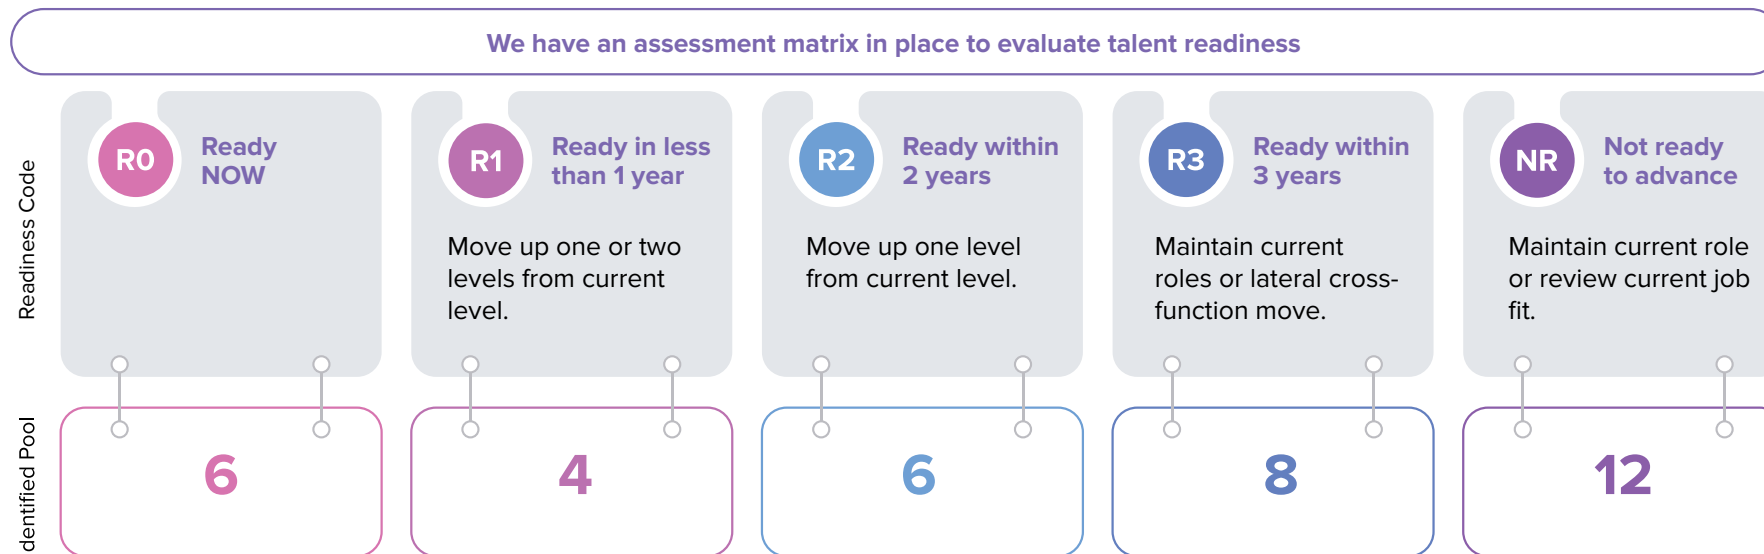 We have an assessment matrix in place to evaluate talent readiness
Readiness Code
R0
Ready
NOW
R1
Ready in less
than 1 year
Move up one or two
levels from current
level.
R2
Ready within
2 years
Move up one level
from current level.
R3
Ready within
3 years
Maintain current
roles or lateral cross-
function move.
NR
Not ready
to advance
Maintain current role
or review current job
fit.
dentified Pool
6
4
6
8
12